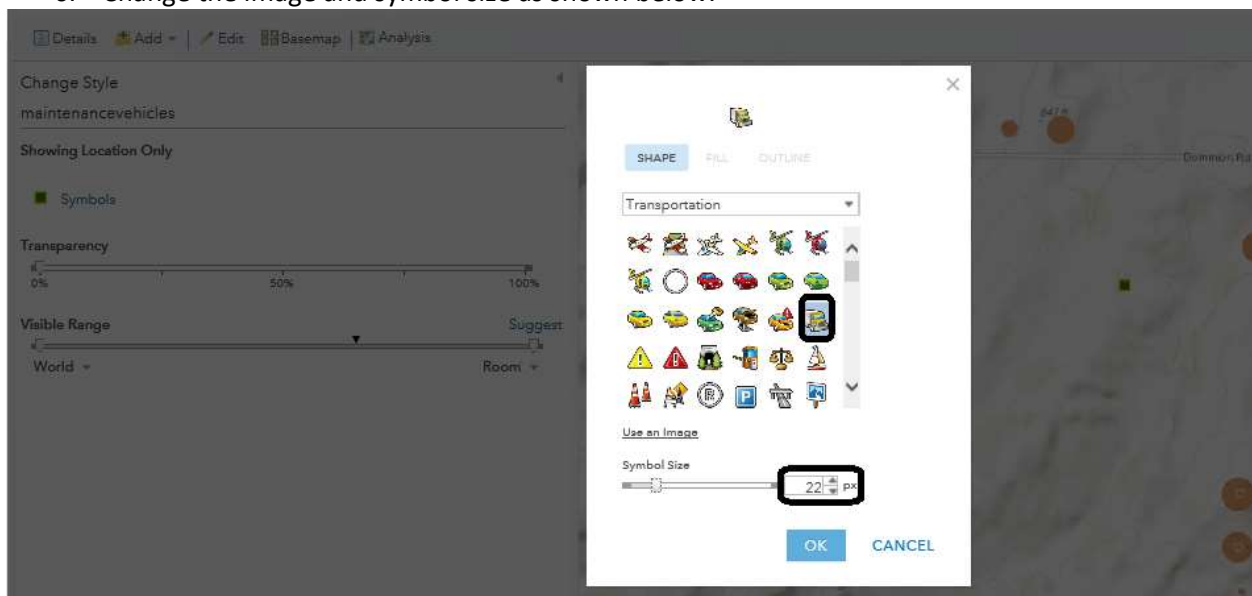 Change the image and symbol size as shown below.
Details Add Edit Basemap Analysis
Change Style
maintenancevehicles
Showing Location Only
Symbols
Transparency
0% 50% 100%
Visible Range Suggest
World Room
SHAPE FILL OUTLINE
Transportation
Use an Image
Symbol Size
22 px
OK CANCEL